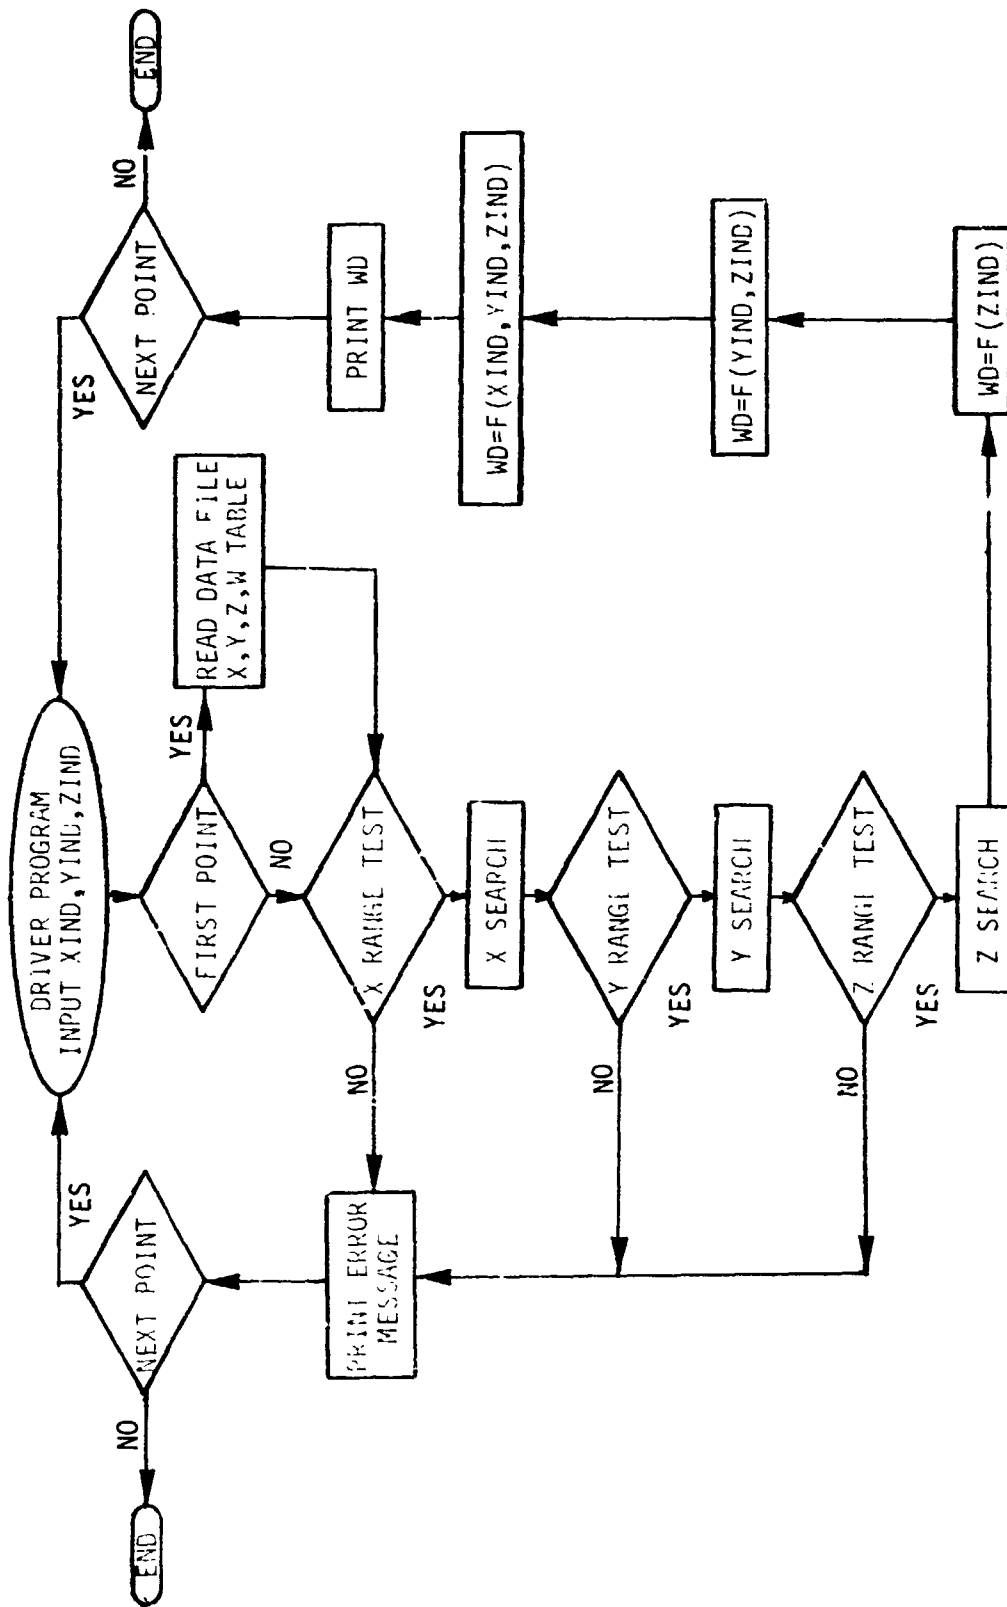 DRIVER PROGRAM
INPUT XIND,YIND,ZIND
YES
YES
NEXT POINT
NO
END
FIRST POINT
YES
READ DATA FILE
X,Y,Z,W TABLE
NEXT POINT
NO
END
NO
X RANGE TEST
NO
YES
PRINT ERROR
MESSAGE
PRINT WD
X SEARCH
WD=F(XIND,YIND,ZIND)
Y RANGE TEST
NO
YES
Y SEARCH
WD=F(YIND,ZIND)
Z RANGE TEST
NO
YES
Z SEARCH
WD=F(ZIND)